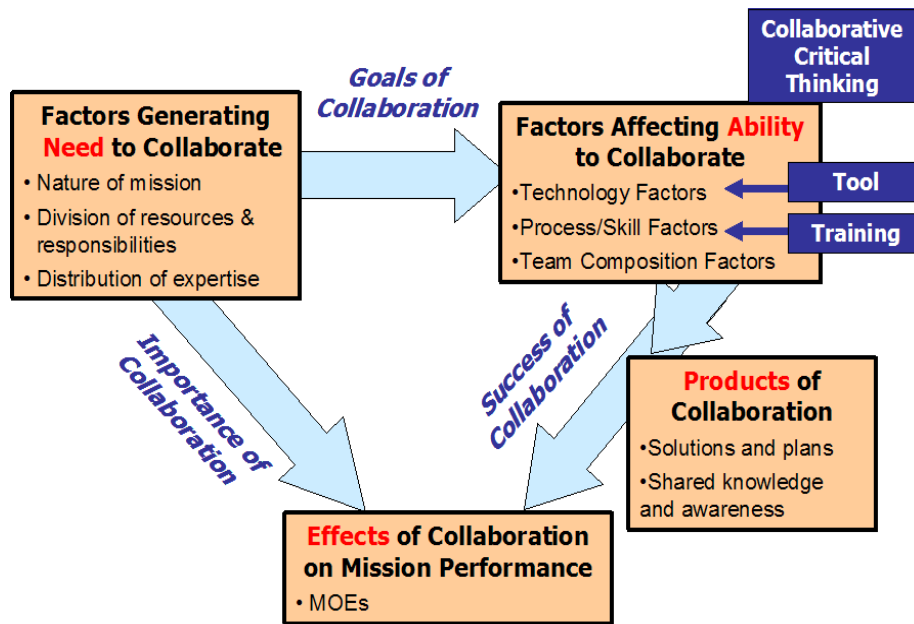 Collaborative
Critical
Thinking
Goals of
Collaboration
Factors Generating
Need to Collaborate
• Nature of mission
• Division of resources &
responsibilities
• Distribution of expertise
Factors Affecting Ability
to Collaborate
•Technology Factors
•Process/Skill Factors
•Team Composition Factors
Tool
Training
Importance of
Collaboration
Success of
Collaboration
Products of
Collaboration
•Solutions and plans
•Shared knowledge
and awareness
Effects of Collaboration
on Mission Performance
• MOEs